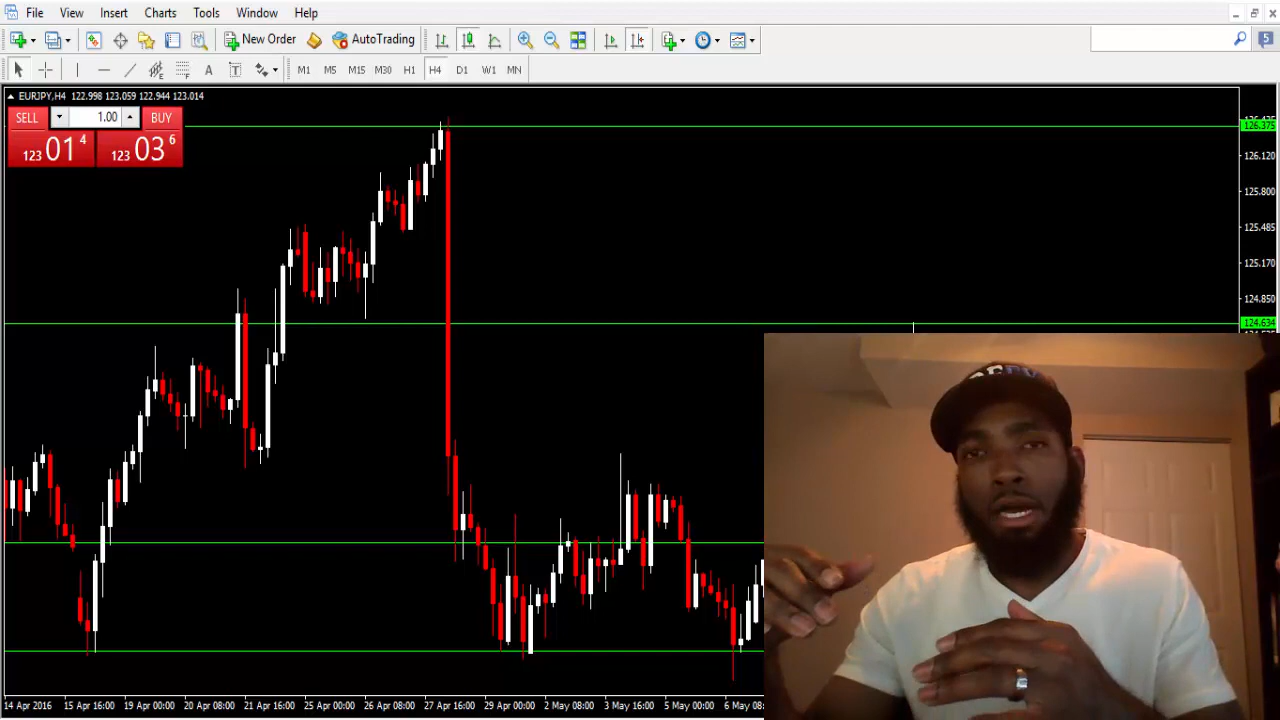 File View Insert Charts Tools Window Help
New Order AutoTrading 5
A T M1 M5 M15 M30 H1 H4 D1 W1 MN
EURJPY,H4 122.998 123.059 122.944 123.014
SELL 1.00 BUY
123 01 4 123 03 6
126.375
126.120
125.800
125.485
125.170
124.850
124.634
14 Apr 2016 15 Apr 16:00 19 Apr 00:00 20 Apr 08:00 21 Apr 16:00 25 Apr 00:00 26 Apr 08:00 27 Apr 16:00 29 Apr 00:00 2 May 08:00 3 May 16:00 5 May 00:00 6 May 08: